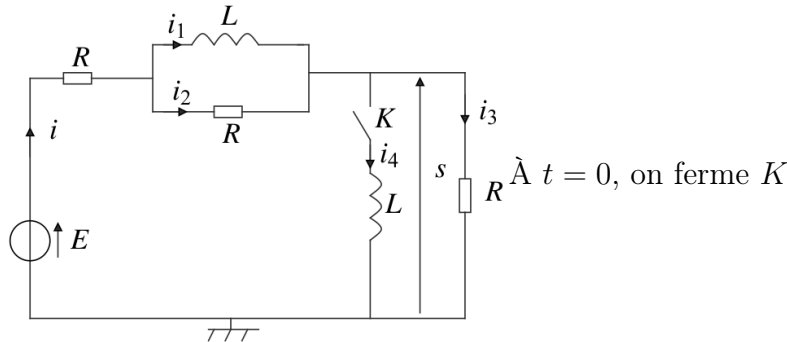 L
i₁
R
i₂
R
i
K
i₃
i₄
s
L
R
E
À t = 0, on ferme K